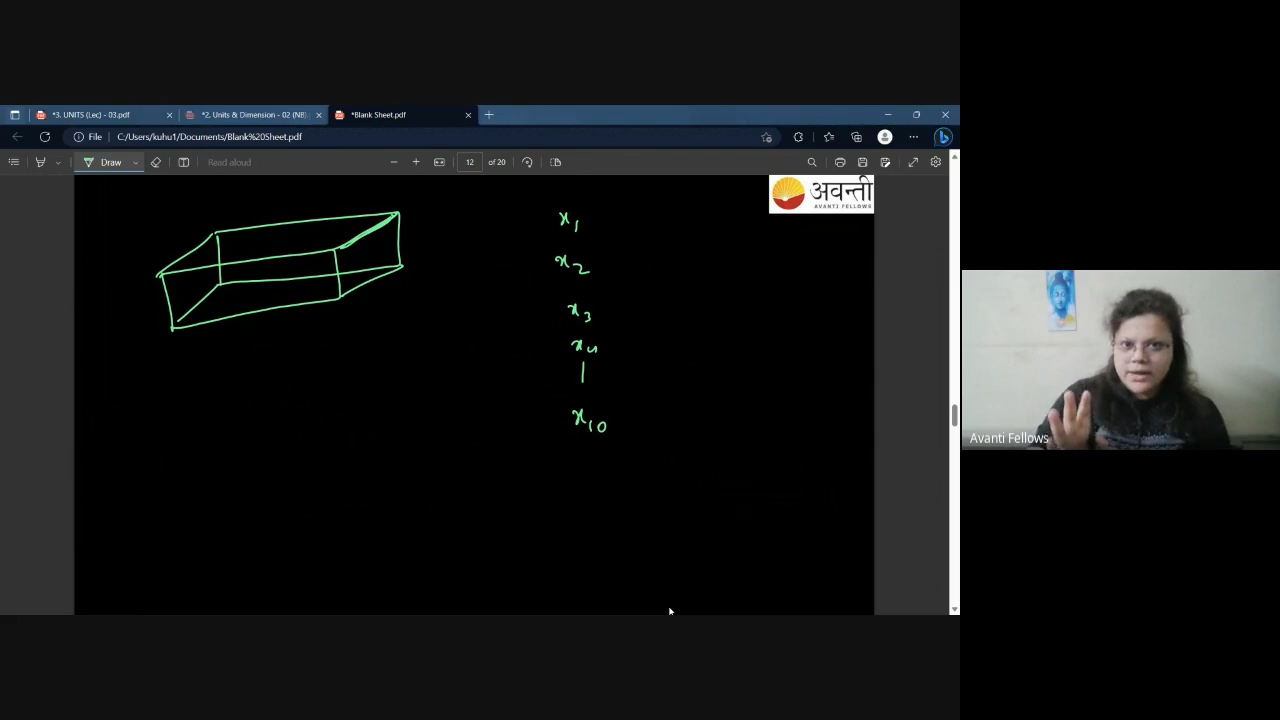 *3. UNITS (Lec) - 03.pdf
*2. Units & Dimension - 02 (NB).
*Blank Sheet.pdf
File
C:/Users/kuhu1/Documents/Blank%20Sheet.pdf
Draw
Read aloud
12 of 20
अवन्ती
AVANTI FELLOWS
x₁
x₂
x₃
x₄
|
x₁₀
Avanti Fellows